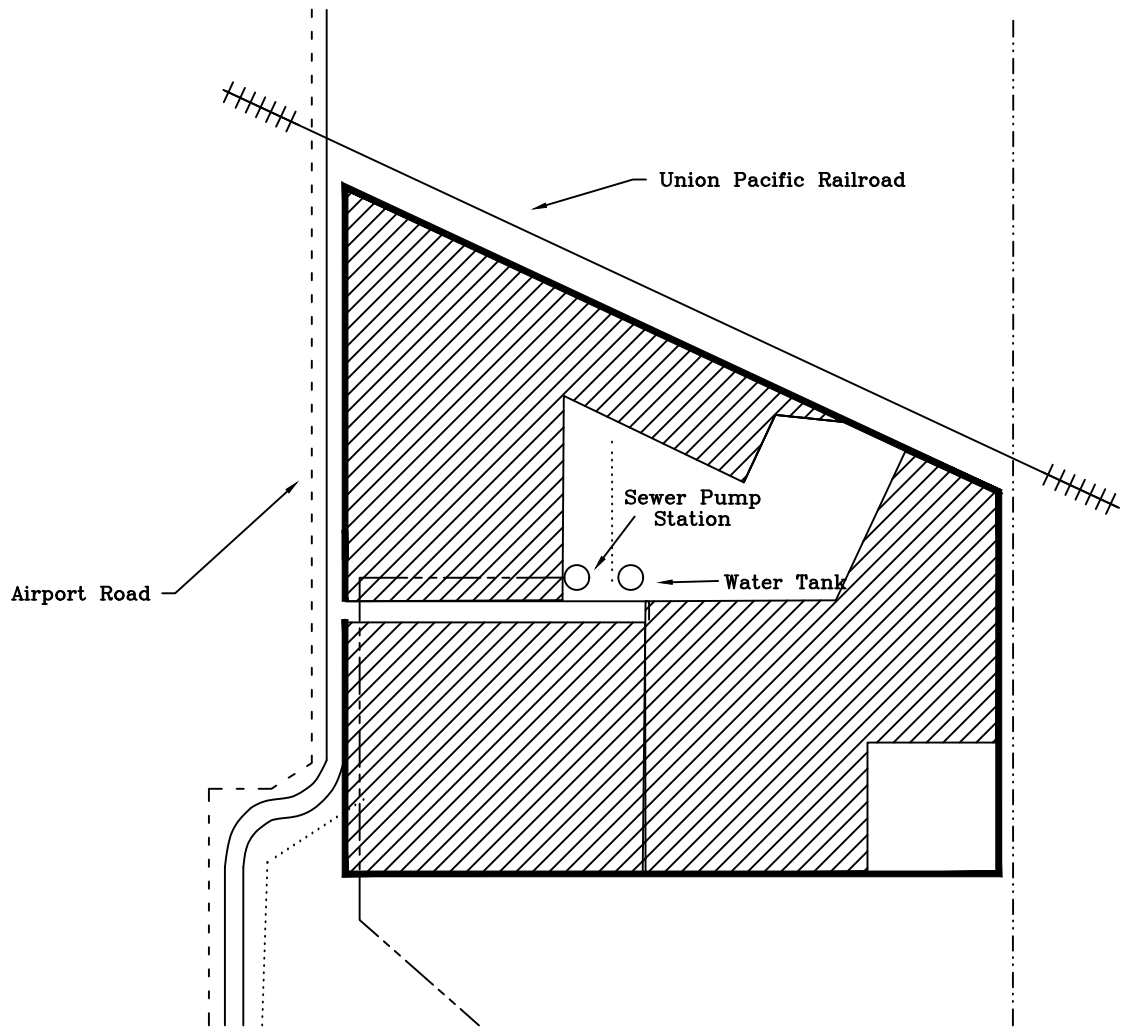 Union Pacific Railroad
Sewer Pump
Station
Water Tank
Airport Road